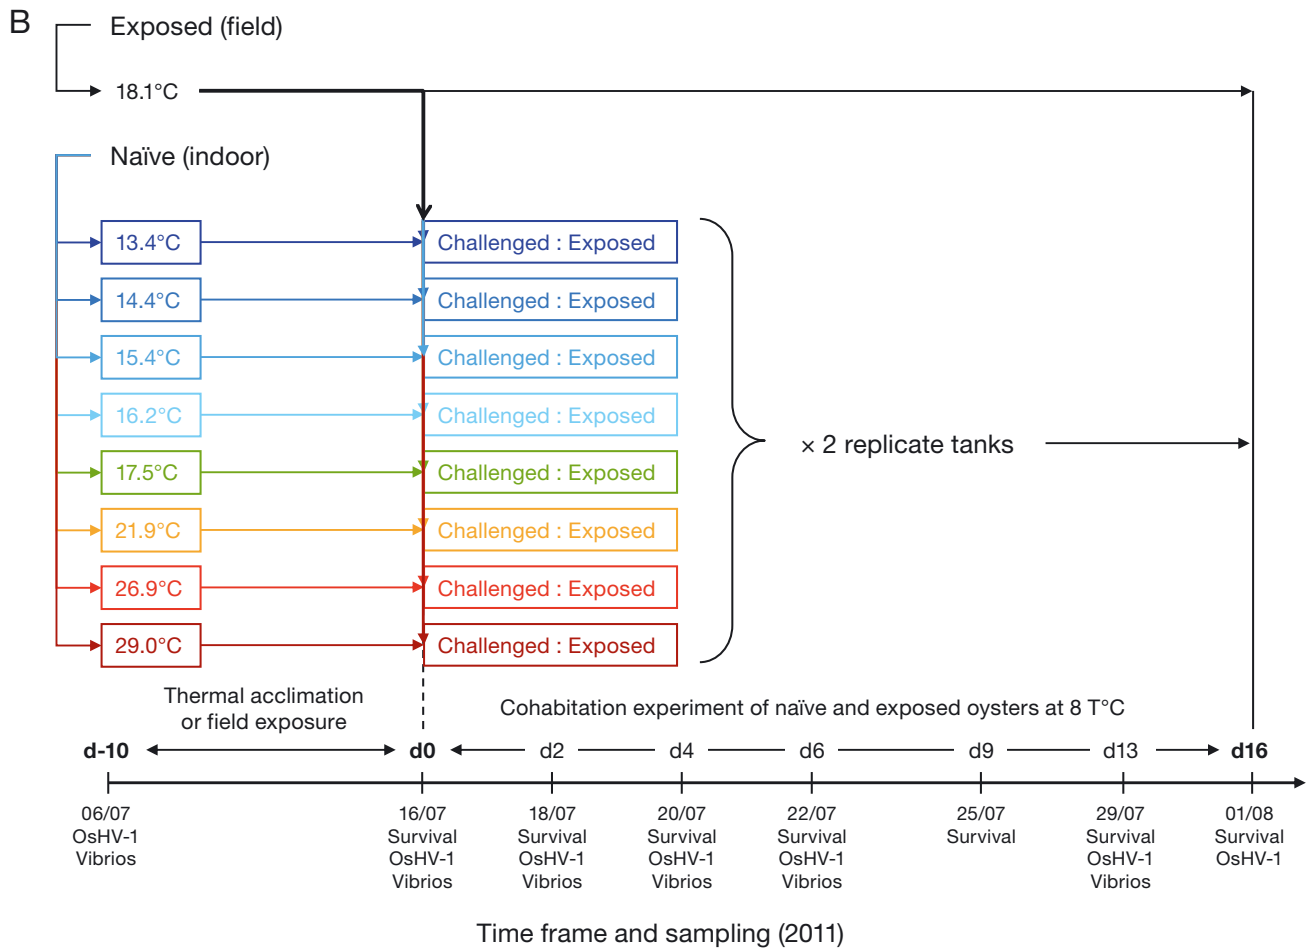 B
Exposed (field)
18.1°C
Naïve (indoor)
13.4°C
Challenged : Exposed
14.4°C
Challenged : Exposed
15.4°C
Challenged : Exposed
16.2°C
Challenged : Exposed
17.5°C
Challenged : Exposed
21.9°C
Challenged : Exposed
26.9°C
Challenged : Exposed
29.0°C
Challenged : Exposed
× 2 replicate tanks
Thermal acclimation
or field exposure
Cohabitation experiment of naïve and exposed oysters at 8 T°C
d-10 d0 d2 d4 d6 d9 d13 d16
06/07
OsHV-1
Vibrios
16/07
Survival
OsHV-1
Vibrios
18/07
Survival
OsHV-1
Vibrios
20/07
Survival
OsHV-1
Vibrios
22/07
Survival
OsHV-1
Vibrios
25/07
Survival
29/07
Survival
OsHV-1
Vibrios
01/08
Survival
OsHV-1
Time frame and sampling (2011)